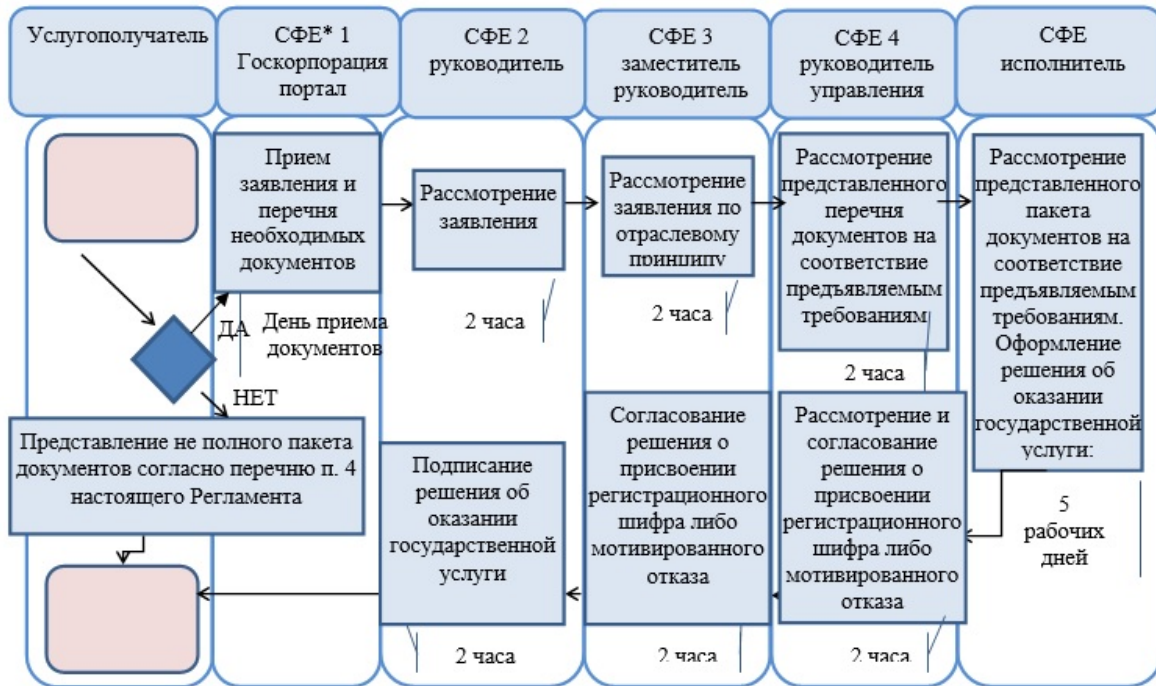 Услугополучатель
СФЕ* 1
Госкорпорация
портал
СФЕ 2
руководитель
СФЕ 3
заместитель
руководитель
СФЕ 4
руководитель
управления
СФЕ
исполнитель
Прием
заявления и
перечня
необходимых
документов
Рассмотрение
заявления
Рассмотрение
заявления по
отраслевому
принципу
Рассмотрение
представленного
перечня
документов на
соответствие
предъявляемым
требованиям
Рассмотрение
представленного
пакета
документов на
соответствие
предъявляемым
требованиям.
Оформление
решения об
оказании
государственной
услуги:
ДА
День приема
документов
2 часа
2 часа
2 часа
НЕТ
Представление не полного пакета
документов согласно перечню п. 4
настоящего Регламента
Подписание
решения об
оказании
государственной
услуги
Согласование
решения о
присвоении
регистрационного
шифра либо
мотивированного
отказа
Рассмотрение и
согласование
решения о
присвоении
регистрационного
шифра либо
мотивированного
отказа
5
рабочих
дней
2 часа
2 часа
2 часа